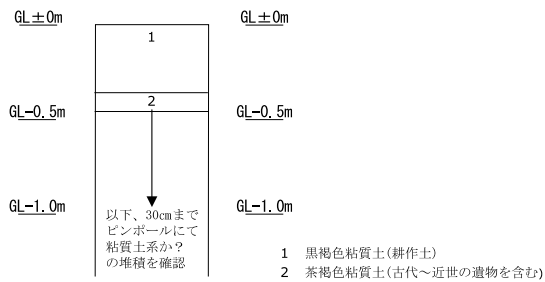 GL±0m GL±0m
1
2
GL-0.5m GL-0.5m
GL-1.0m GL-1.0m
以下、30㎝まで
ピンポールにて
粘質土系か？
の堆積を確認
1 黒褐色粘質土(耕作土)
2 茶褐色粘質土(古代～近世の遺物を含む)